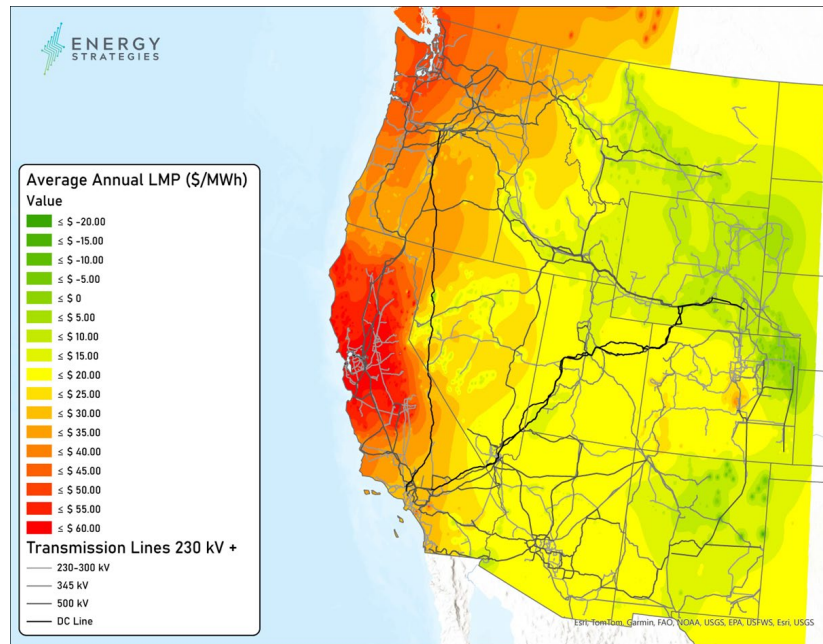 ENERGY
STRATEGIES
Average Annual LMP ($/MWh)
Value
≤ $ -20.00
≤ $ -15.00
≤ $ -10.00
≤ $ -5.00
≤ $ 0
≤ $ 5.00
≤ $ 10.00
≤ $ 15.00
≤ $ 20.00
≤ $ 25.00
≤ $ 30.00
≤ $ 35.00
≤ $ 40.00
≤ $ 45.00
≤ $ 50.00
≤ $ 55.00
≤ $ 60.00
Transmission Lines 230 kV +
230-300 kV
345 kV
500 kV
DC Line
Esri, TomTom, Garmin, FAO, NOAA, USGS, EPA, USFWS, Esri, USGS